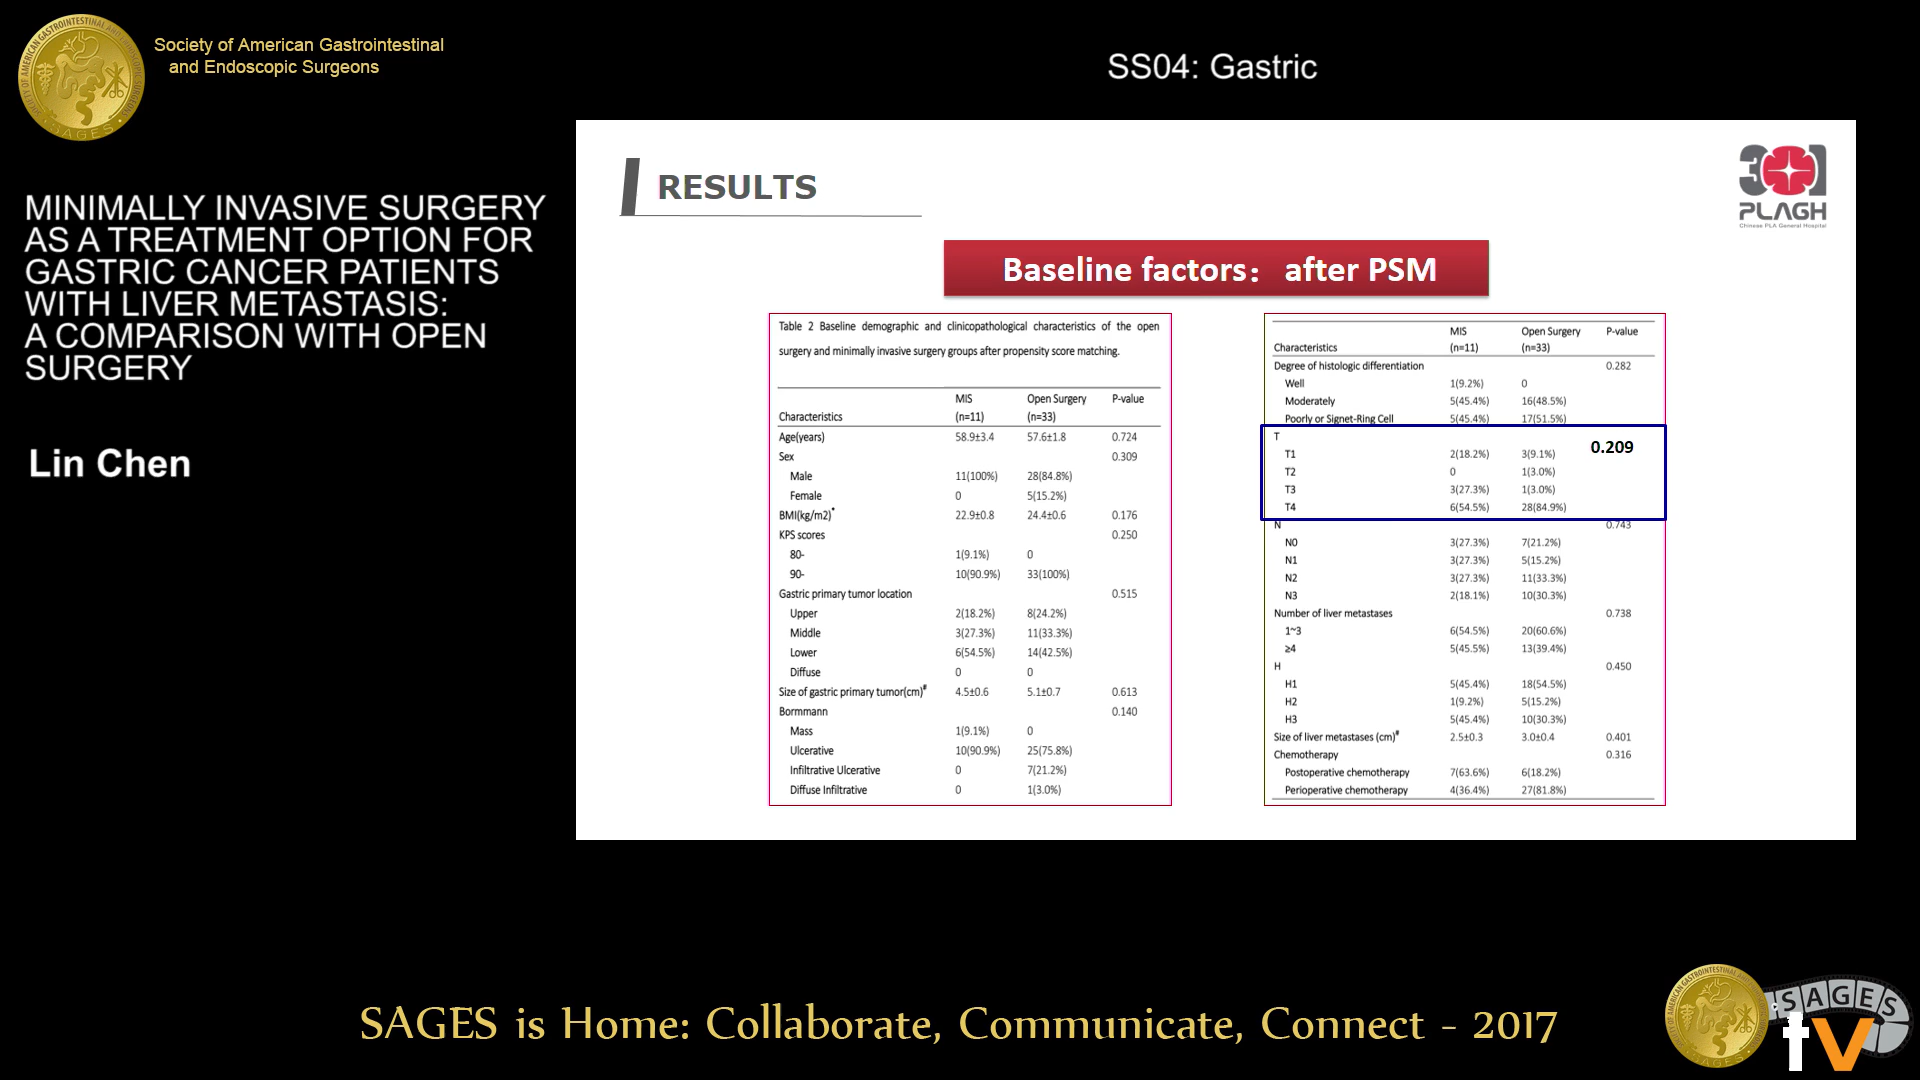 Society of American Gastrointestinal
and Endoscopic Surgeons
SS04: Gastric
MINIMALLY INVASIVE SURGERY
AS A TREATMENT OPTION FOR
GASTRIC CANCER PATIENTS
WITH LIVER METASTASIS:
A COMPARISON WITH OPEN
SURGERY
Lin Chen
RESULTS
301
PLAGH
Chinese PLA General Hospital
Baseline factors： after PSM
Table 2 Baseline demographic and clinicopathological characteristics of the open
surgery and minimally invasive surgery groups after propensity score matching.
MIS Open Surgery P-value
Characteristics (n=11) (n=33)
Age(years) 58.9±3.4 57.6±1.8 0.724
Sex 0.309
Male 11(100%) 28(84.8%)
Female 0 5(15.2%)
BMI(kg/m2)* 22.9±0.8 24.4±0.6 0.176
KPS scores 0.250
80- 1(9.1%) 0
90- 10(90.9%) 33(100%)
Gastric primary tumor location 0.515
Upper 2(18.2%) 8(24.2%)
Middle 3(27.3%) 11(33.3%)
Lower 6(54.5%) 14(42.5%)
Diffuse 0 0
Size of gastric primary tumor(cm)# 4.5±0.6 5.1±0.7 0.613
Bormmann 0.140
Mass 1(9.1%) 0
Ulcerative 10(90.9%) 25(75.8%)
Infiltrative Ulcerative 0 7(21.2%)
Diffuse Infiltrative 0 1(3.0%)
MIS Open Surgery P-value
Characteristics (n=11) (n=33)
Degree of histologic differentiation 0.282
Well 1(9.2%) 0
Moderately 5(45.4%) 16(48.5%)
Poorly or Signet-Ring Cell 5(45.4%) 17(51.5%)
T 0.209
T1 2(18.2%) 3(9.1%)
T2 0 1(3.0%)
T3 3(27.3%) 1(3.0%)
T4 6(54.5%) 28(84.9%)
N 0.743
N0 3(27.3%) 7(21.2%)
N1 3(27.3%) 5(15.2%)
N2 3(27.3%) 11(33.3%)
N3 2(18.1%) 10(30.3%)
Number of liver metastases 0.738
1~3 6(54.5%) 20(60.6%)
≥4 5(45.5%) 13(39.4%)
H 0.450
H1 5(45.4%) 18(54.5%)
H2 1(9.2%) 5(15.2%)
H3 5(45.4%) 10(30.3%)
Size of liver metastases (cm)# 2.5±0.3 3.0±0.4 0.401
Chemotherapy 0.316
Postoperative chemotherapy 7(63.6%) 6(18.2%)
Perioperative chemotherapy 4(36.4%) 27(81.8%)
SAGES is Home: Collaborate, Communicate, Connect - 2017
SAGES
tv